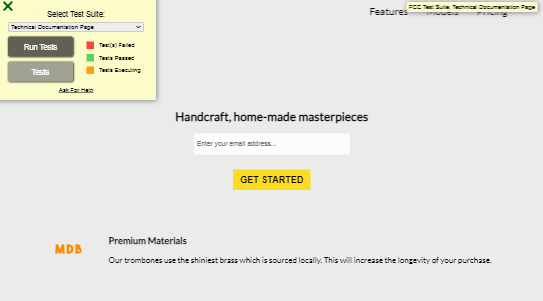 Select Test Suite:
Technical Documentation Page
Run Tests
Test(s) Failed
Tests Passed
Tests Executing
Tests
Ask For Help
Features
Pricing
FCC Test Suite: Technical Documentation Page
Handcraft, home-made masterpieces
Enter your email address...
GET STARTED
MDB
Premium Materials
Our trombones use the shiniest brass which is sourced locally. This will increase the longevity of your purchase.